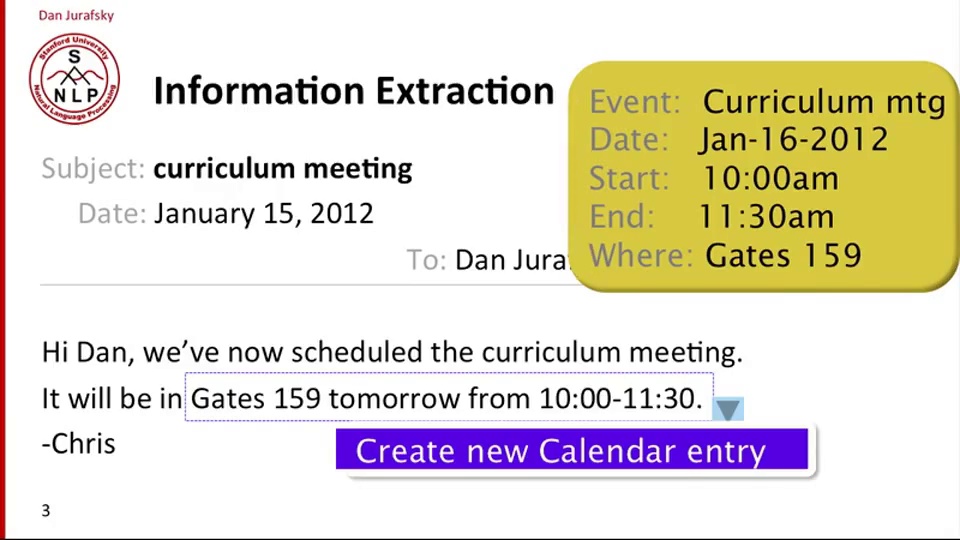 Dan Jurafsky
Stanford University
S
NLP
Natural Language Processing
Information Extraction
Subject: curriculum meeting
Date: January 15, 2012
To: Dan
Event: Curriculum mtg
Date: Jan-16-2012
Start: 10:00am
End: 11:30am
Where: Gates 159
Hi Dan, we’ve now scheduled the curriculum meeting.
It will be in Gates 159 tomorrow from 10:00-11:30.
-Chris
Create new Calendar entry
3